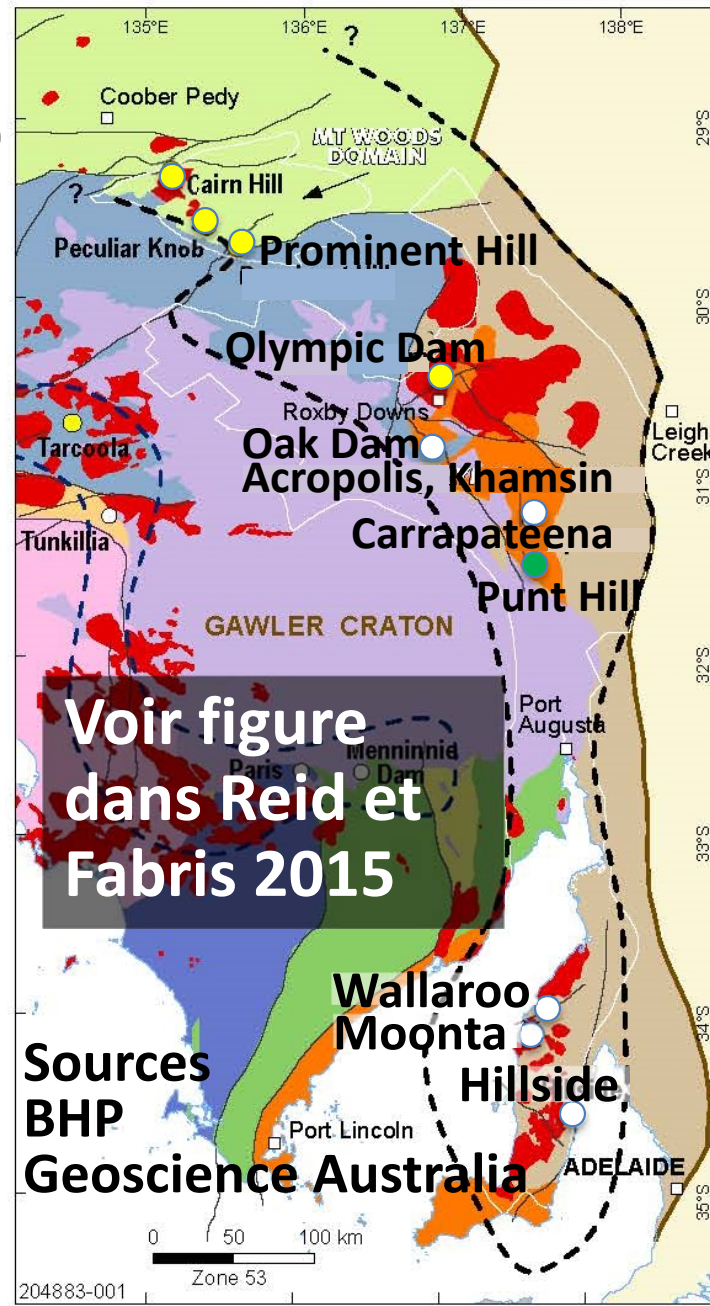 135°E 136°E 137°E 138°E
?
Coober Pedy
29°S
MT WOODS
DOMAIN
Cairn Hill
?
Peculiar Knob
Prominent Hill
30°S
Olympic Dam
Roxby Downs
Leigh
Creek
Tarcoola
Oak Dam
Acropolis, Khamsin
31°S
Tunkillia
Carrapateena
Punt Hill
GAWLER CRATON
32°S
Port
Augusta
Voir figure
dans Reid et
Fabris 2015
Paris
Menninnie
Dam
33°S
Wallaroo
Moonta
34°S
Hillside
Sources
BHP
Geoscience Australia
Port Lincoln
ADELAIDE
35°S
0 50 100 km
Zone 53
204883-001